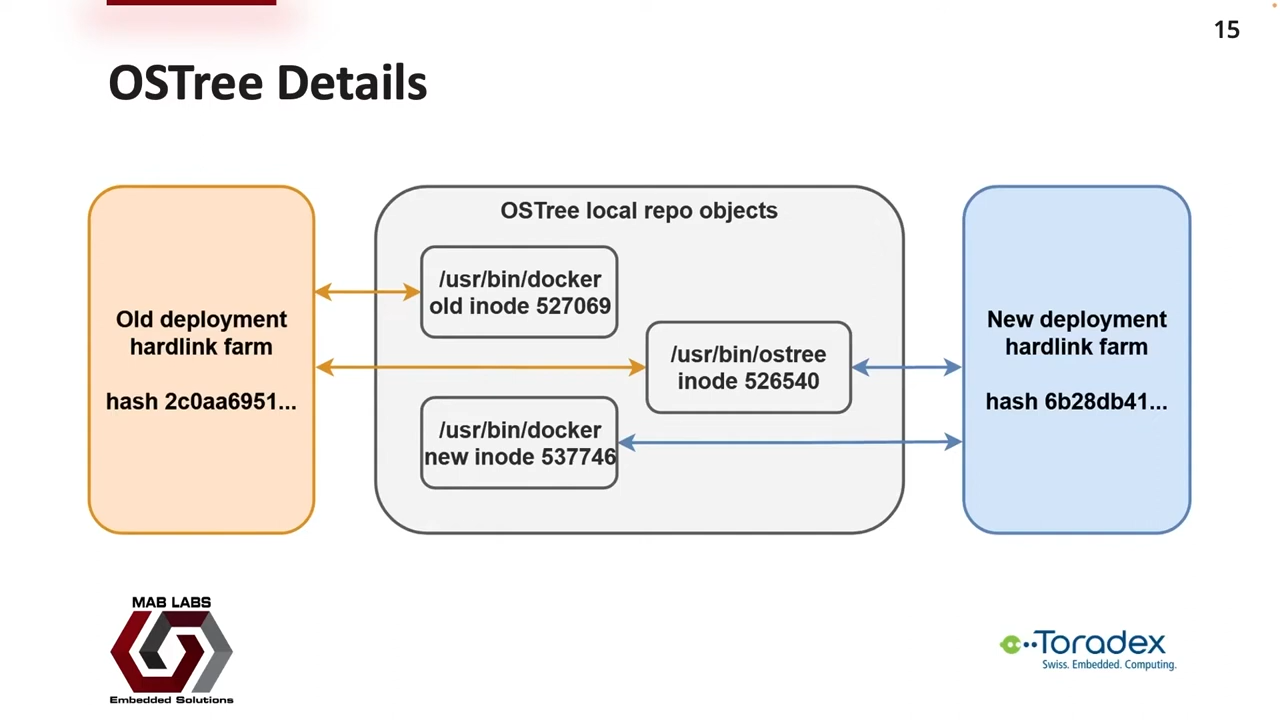 15
OSTree Details
OSTree local repo objects
/usr/bin/docker
old inode 527069
Old deployment
hardlink farm
hash 2c0aa6951...
/usr/bin/ostree
inode 526540
New deployment
hardlink farm
hash 6b28db41...
/usr/bin/docker
new inode 537746
MAB LABS
Embedded Solutions
Toradex
Swiss. Embedded. Computing.